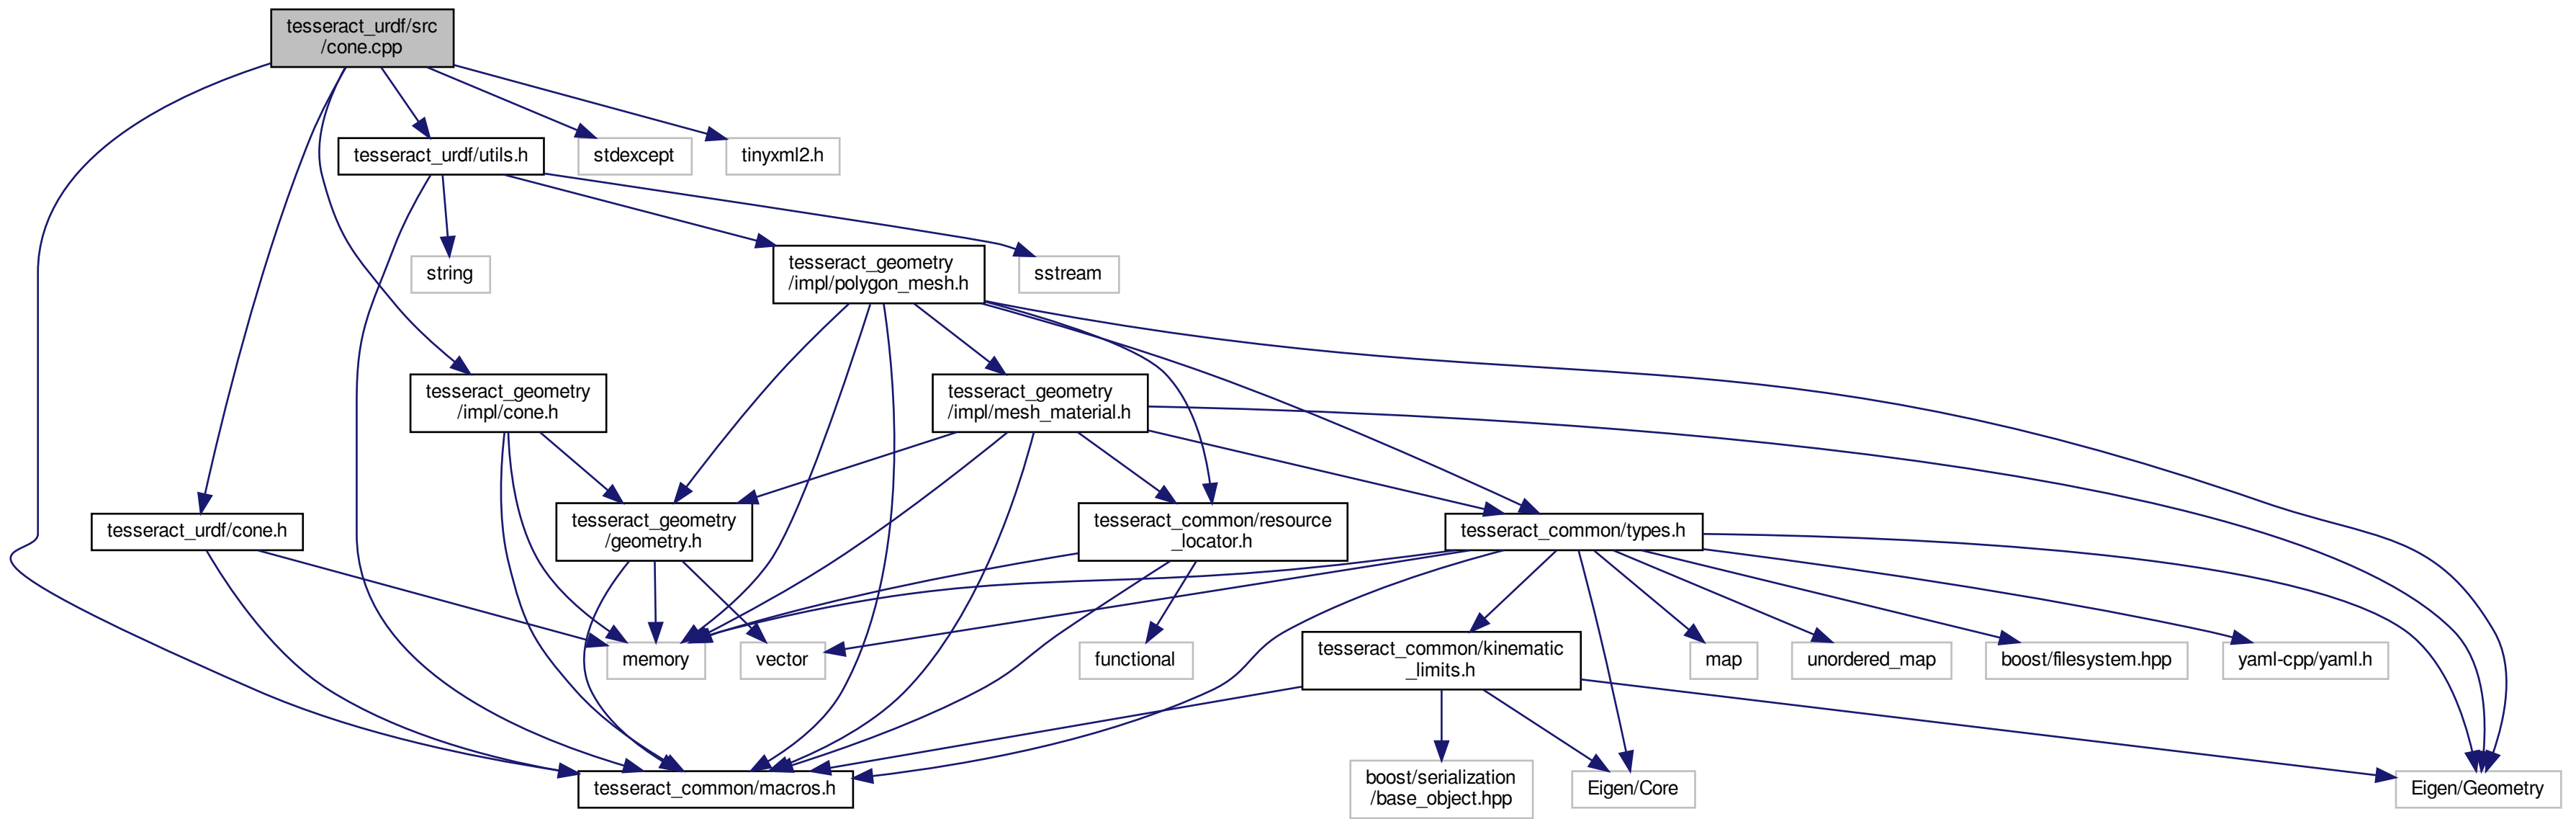 tesseract_urdf/src
/cone.cpp
tesseract_urdf/utils.h
stdexcept
tinyxml2.h
string
tesseract_geometry
/impl/polygon_mesh.h
sstream
tesseract_geometry
/impl/cone.h
tesseract_geometry
/impl/mesh_material.h
tesseract_urdf/cone.h
tesseract_geometry
/geometry.h
tesseract_common/resource
_locator.h
tesseract_common/types.h
memory
vector
functional
tesseract_common/kinematic
_limits.h
map
unordered_map
boost/filesystem.hpp
yaml-cpp/yaml.h
tesseract_common/macros.h
boost/serialization
/base_object.hpp
Eigen/Core
Eigen/Geometry